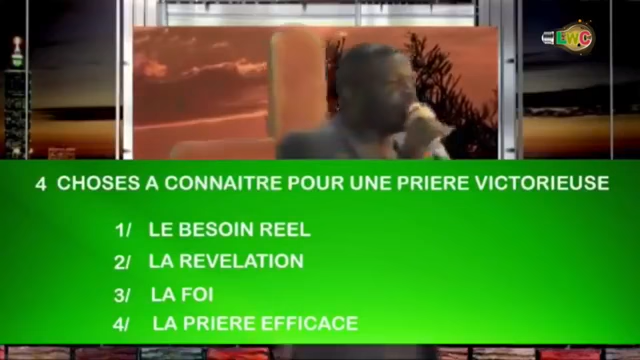 EWC
4 CHOSES A CONNAITRE POUR UNE PRIERE VICTORIEUSE
1/ LE BESOIN REEL
2/ LA REVELATION
3/ LA FOI
4/ LA PRIERE EFFICACE